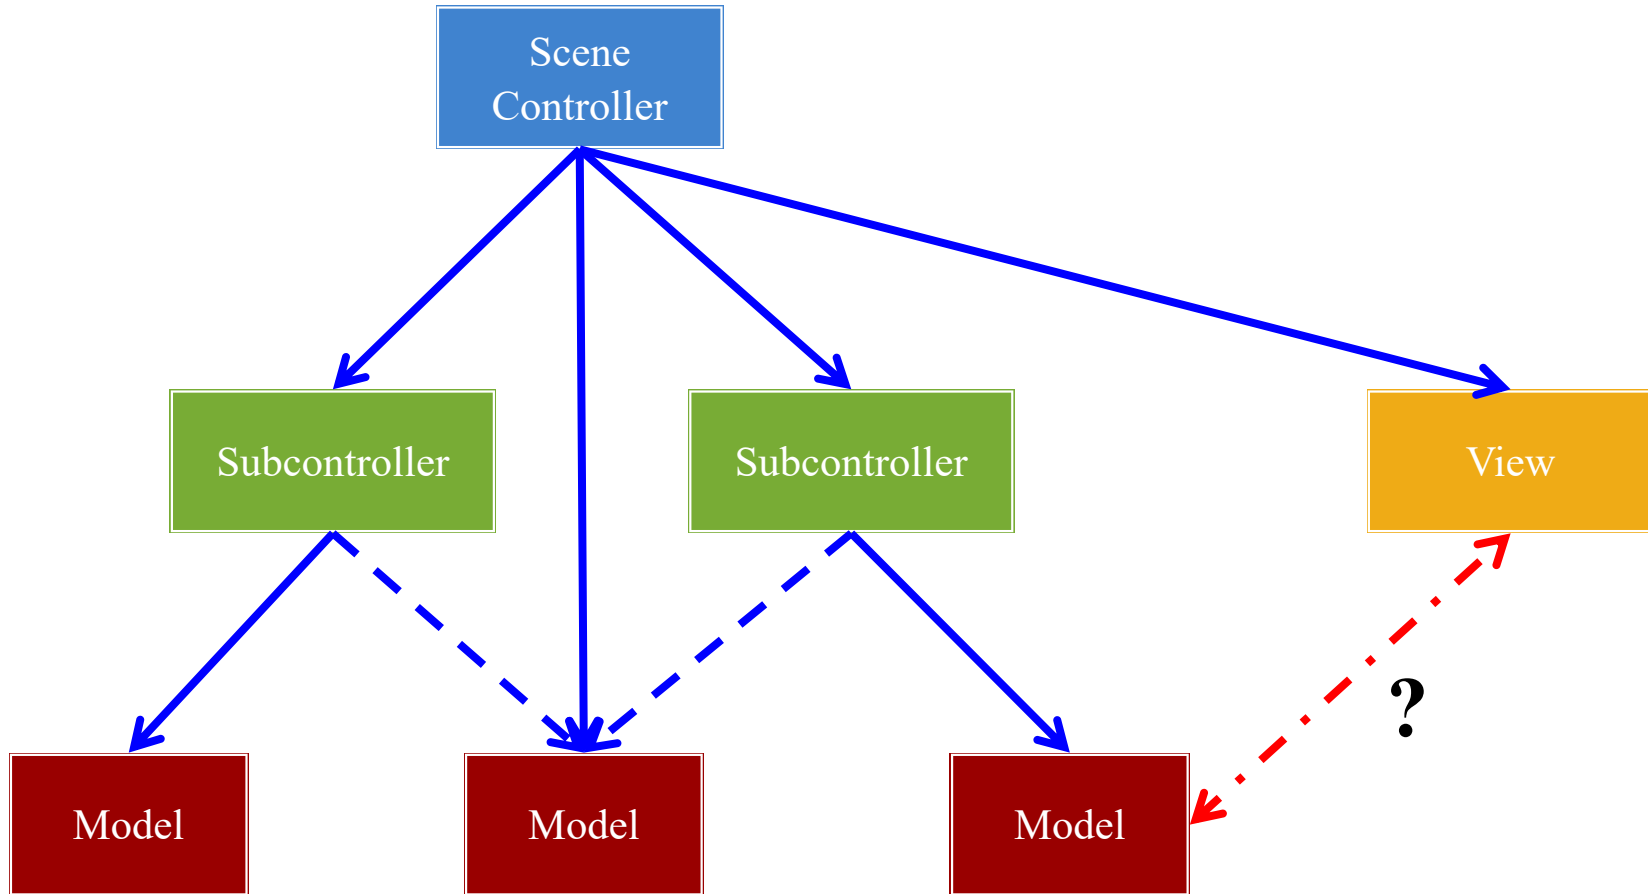 Scene
Controller
Subcontroller
Subcontroller
View
?
Model
Model
Model